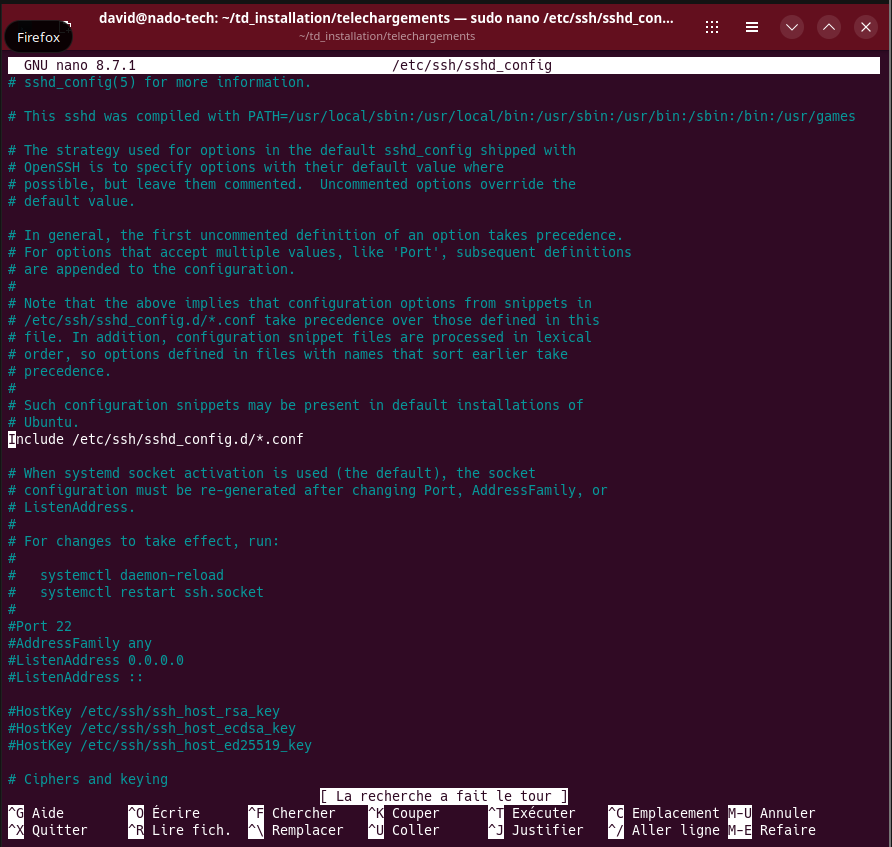 david@nado-tech: ~/td_installation/telechargements — sudo nano /etc/ssh/sshd_con...
~/td_installation/telechargements
Firefox
GNU nano 8.7.1 /etc/ssh/sshd_config
# sshd_config(5) for more information.
# This sshd was compiled with PATH=/usr/local/sbin:/usr/local/bin:/usr/sbin:/usr/bin:/sbin:/bin:/usr/games
# The strategy used for options in the default sshd_config shipped with
# OpenSSH is to specify options with their default value where
# possible, but leave them commented.  Uncommented options override the
# default value.
# In general, the first uncommented definition of an option takes precedence.
# For options that accept multiple values, like 'Port', subsequent definitions
# are appended to the configuration.
#
# Note that the above implies that configuration options from snippets in
# /etc/ssh/sshd_config.d/*.conf take precedence over those defined in this
# file. In addition, configuration snippet files are processed in lexical
# order, so options defined in files with names that sort earlier take
# precedence.
#
# Such configuration snippets may be present in default installations of
# Ubuntu.
Include /etc/ssh/sshd_config.d/*.conf
# When systemd socket activation is used (the default), the socket
# configuration must be re-generated after changing Port, AddressFamily, or
# ListenAddress.
#
# For changes to take effect, run:
#
#   systemctl daemon-reload
#   systemctl restart ssh.socket
#
#Port 22
#AddressFamily any
#ListenAddress 0.0.0.0
#ListenAddress ::
#HostKey /etc/ssh/ssh_host_rsa_key
#HostKey /etc/ssh/ssh_host_ecdsa_key
#HostKey /etc/ssh/ssh_host_ed25519_key
# Ciphers and keying
[ La recherche a fait le tour ]
^G Aide ^O Écrire ^F Chercher ^K Couper ^T Exécuter ^C Emplacement M-U Annuler
^X Quitter ^R Lire fich. ^\ Remplacer ^U Coller ^J Justifier ^/ Aller ligne M-E Refaire